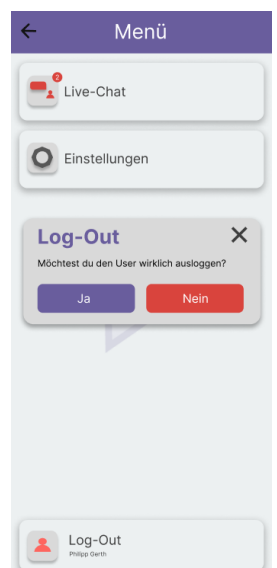 Menü
2
Live-Chat
Einstellungen
Log-Out
Möchtest du den User wirklich ausloggen?
Ja
Nein
Log-Out
Philipp Gerth